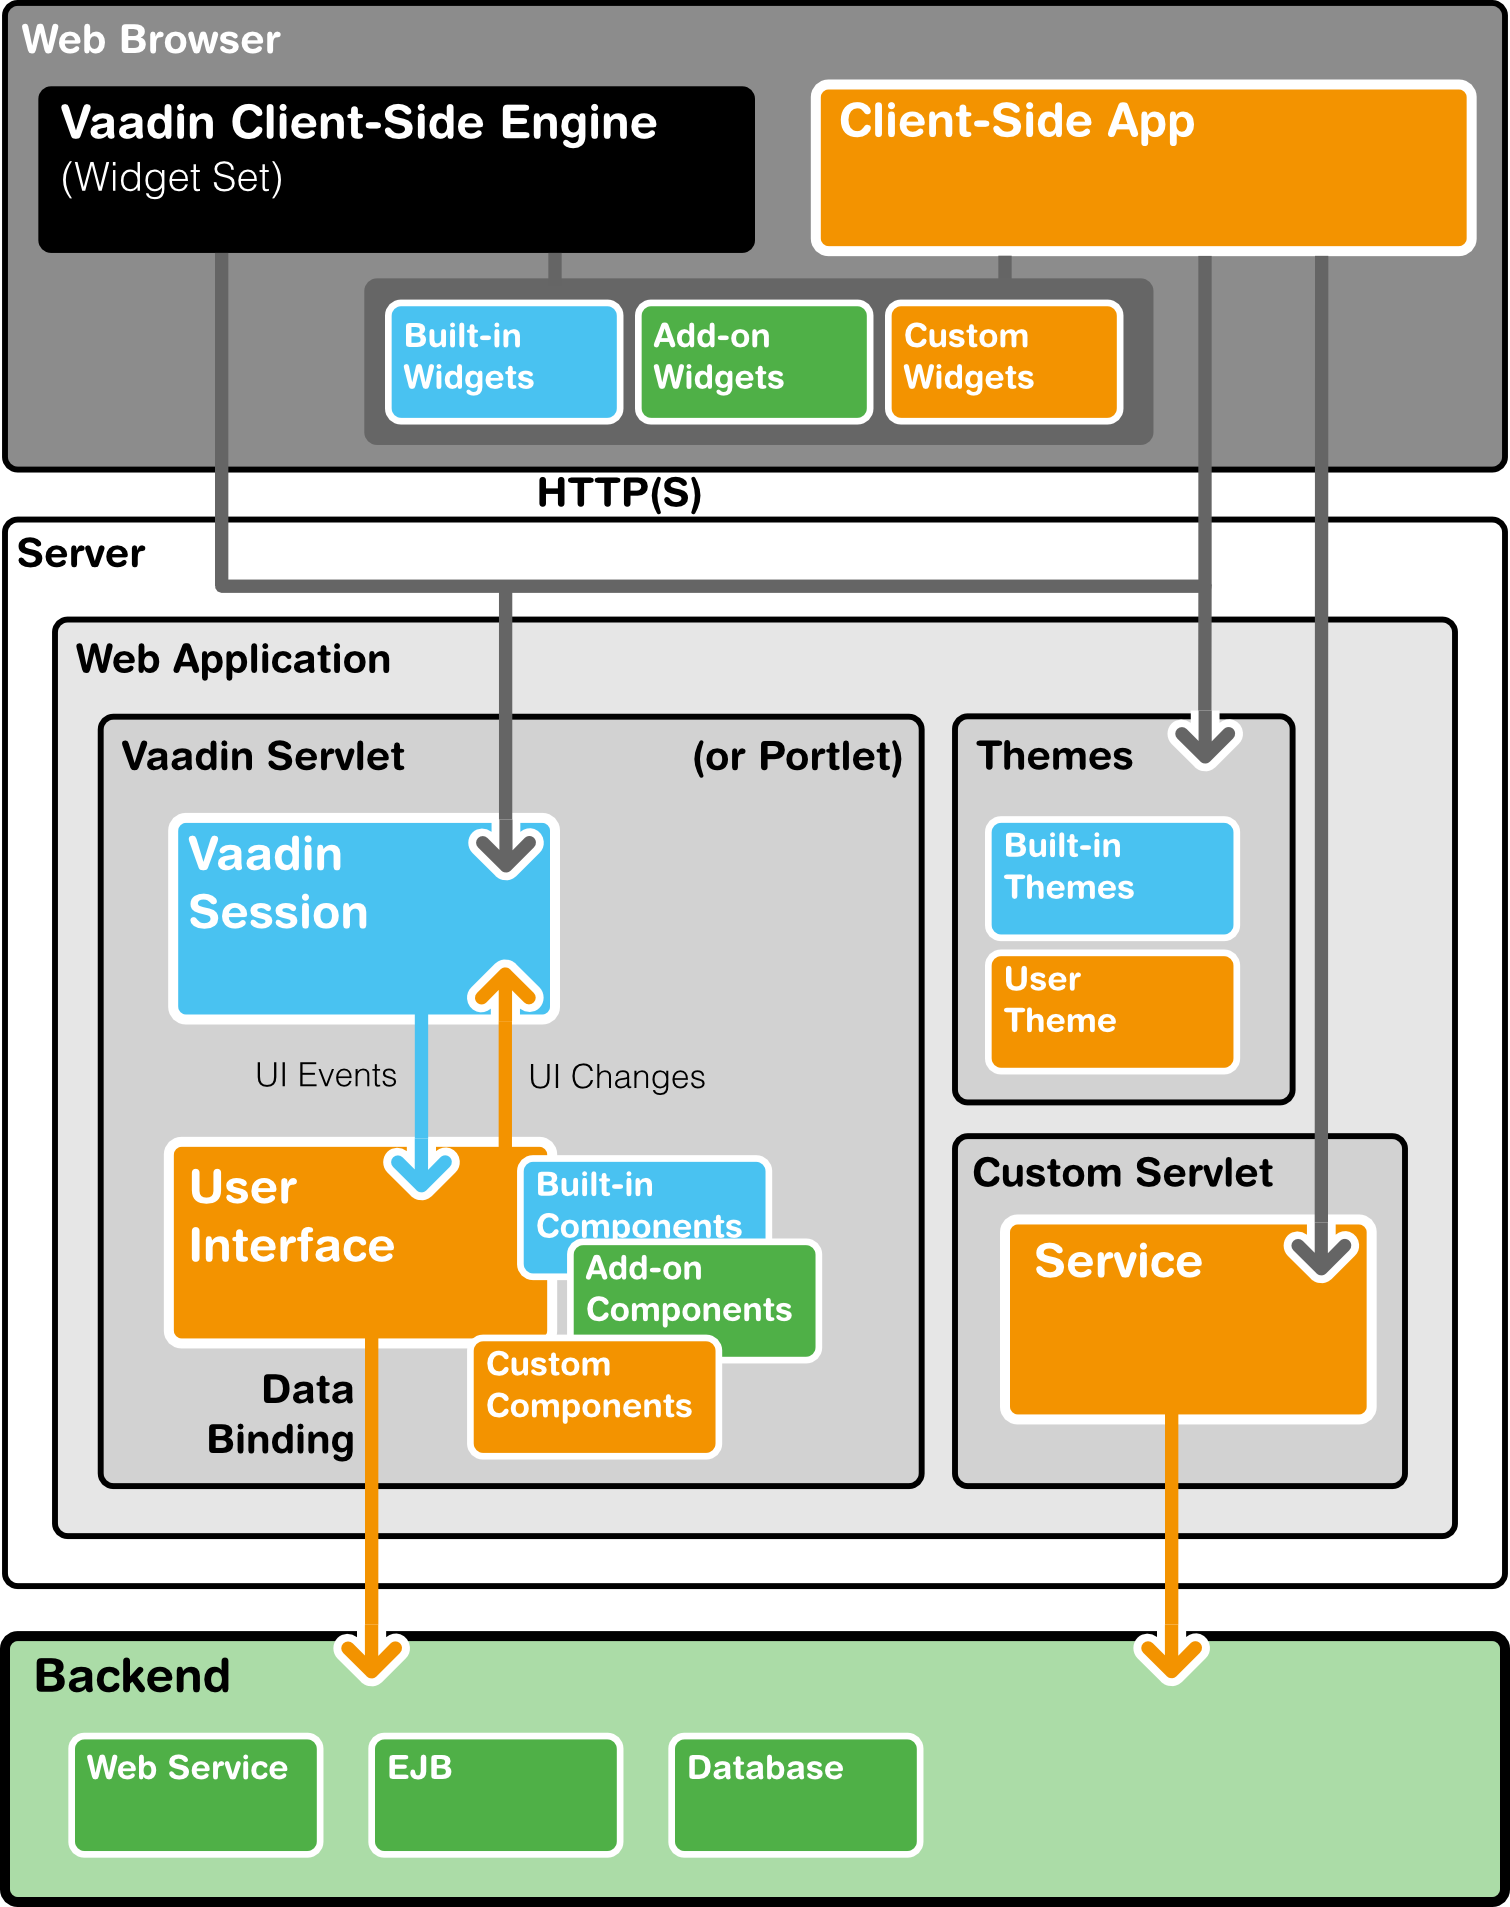 Web Browser
Vaadin Client-Side Engine
(Widget Set)
Client-Side App
Built-in
Widgets
Add-on
Widgets
Custom
Widgets
HTTP(S)
Server
Web Application
Vaadin Servlet
(or Portlet)
Vaadin
Session
UI Events
UI Changes
User
Interface
Built-in
Components
Add-on
Components
Custom
Components
Data
Binding
Themes
Built-in
Themes
User
Theme
Custom Servlet
Service
Backend
Web Service
EJB
Database